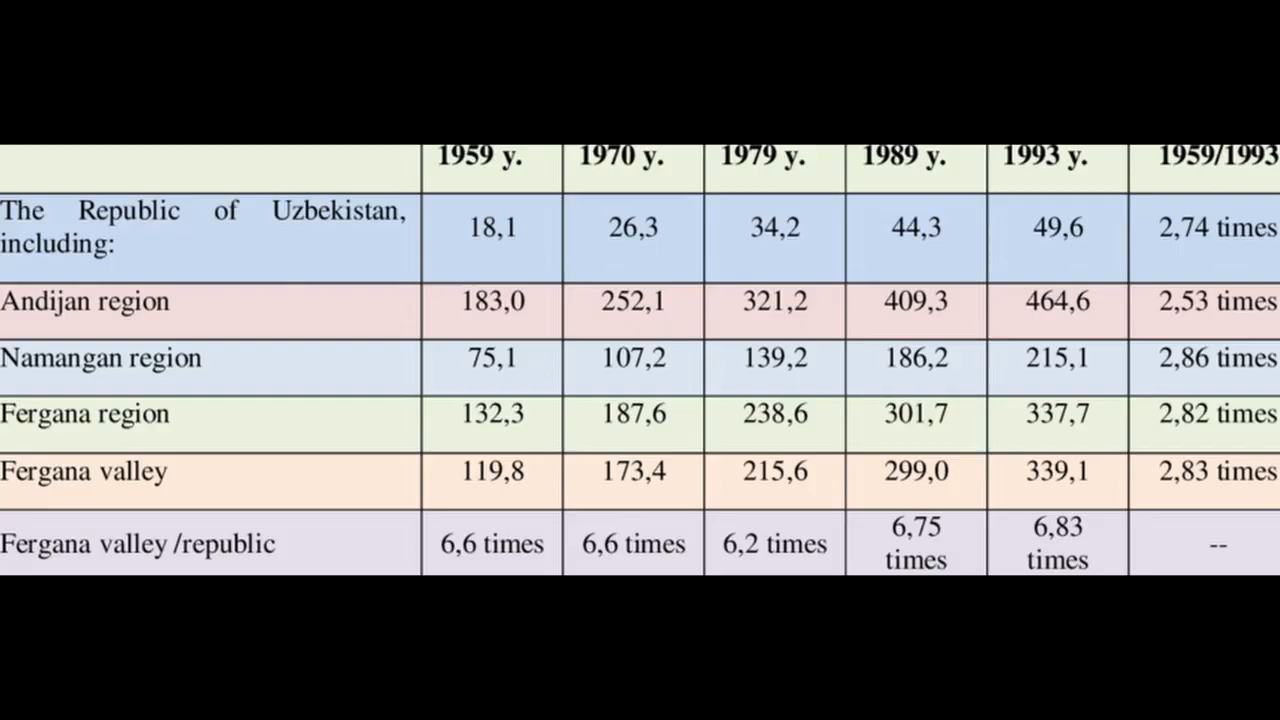 1959 y. 1970 y. 1979 y. 1989 y. 1993 y. 1959/1993
The Republic of Uzbekistan,
including: 18,1 26,3 34,2 44,3 49,6 2,74 times
Andijan region 183,0 252,1 321,2 409,3 464,6 2,53 times
Namangan region 75,1 107,2 139,2 186,2 215,1 2,86 times
Fergana region 132,3 187,6 238,6 301,7 337,7 2,82 times
Fergana valley 119,8 173,4 215,6 299,0 339,1 2,83 times
Fergana valley /republic 6,6 times 6,6 times 6,2 times 6,75 6,83 --
times times